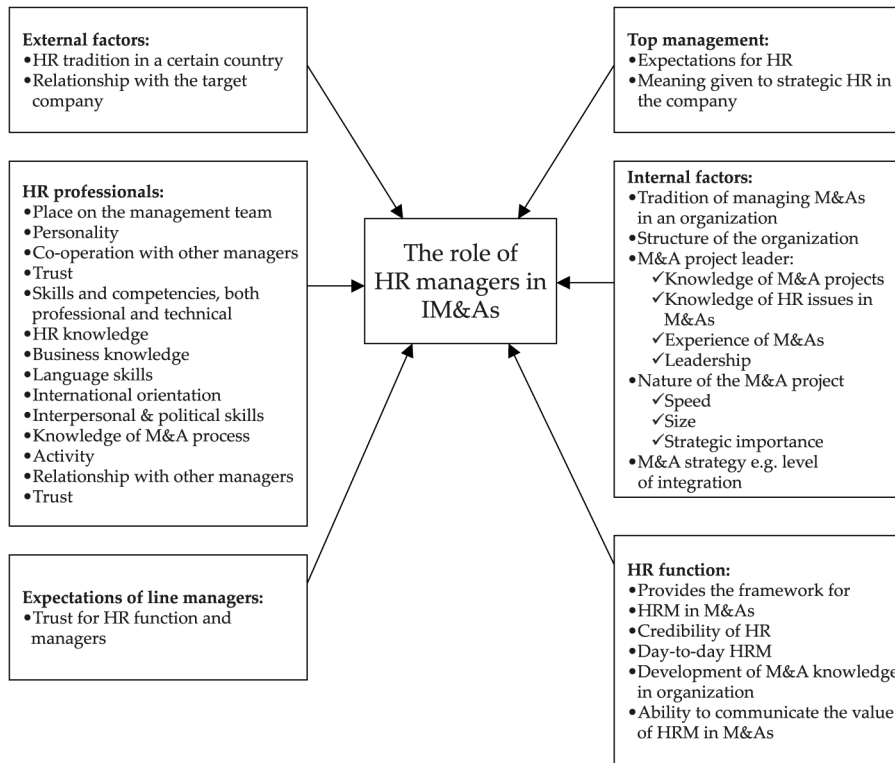 External factors:
•HR tradition in a certain country
•Relationship with the target
company
HR professionals:
•Place on the management team
•Personality
•Co-operation with other managers
•Trust
•Skills and competencies, both
professional and technical
•HR knowledge
•Business knowledge
•Language skills
•International orientation
•Interpersonal & political skills
•Knowledge of M&A process
•Activity
•Relationship with other managers
•Trust
Expectations of line managers:
•Trust for HR function and
managers
The role of
HR managers in
IM&As
Top management:
•Expectations for HR
•Meaning given to strategic HR in
the company
Internal factors:
•Tradition of managing M&As
in an organization
•Structure of the organization
•M&A project leader:
✓Knowledge of M&A projects
✓Knowledge of HR issues in
M&As
✓Experience of M&As
✓Leadership
•Nature of the M&A project
✓Speed
✓Size
✓Strategic importance
•M&A strategy e.g. level
of integration
HR function:
•Provides the framework for
•HRM in M&As
•Credibility of HR
•Day-to-day HRM
•Development of M&A knowledge
in organization
•Ability to communicate the value
of HRM in M&As